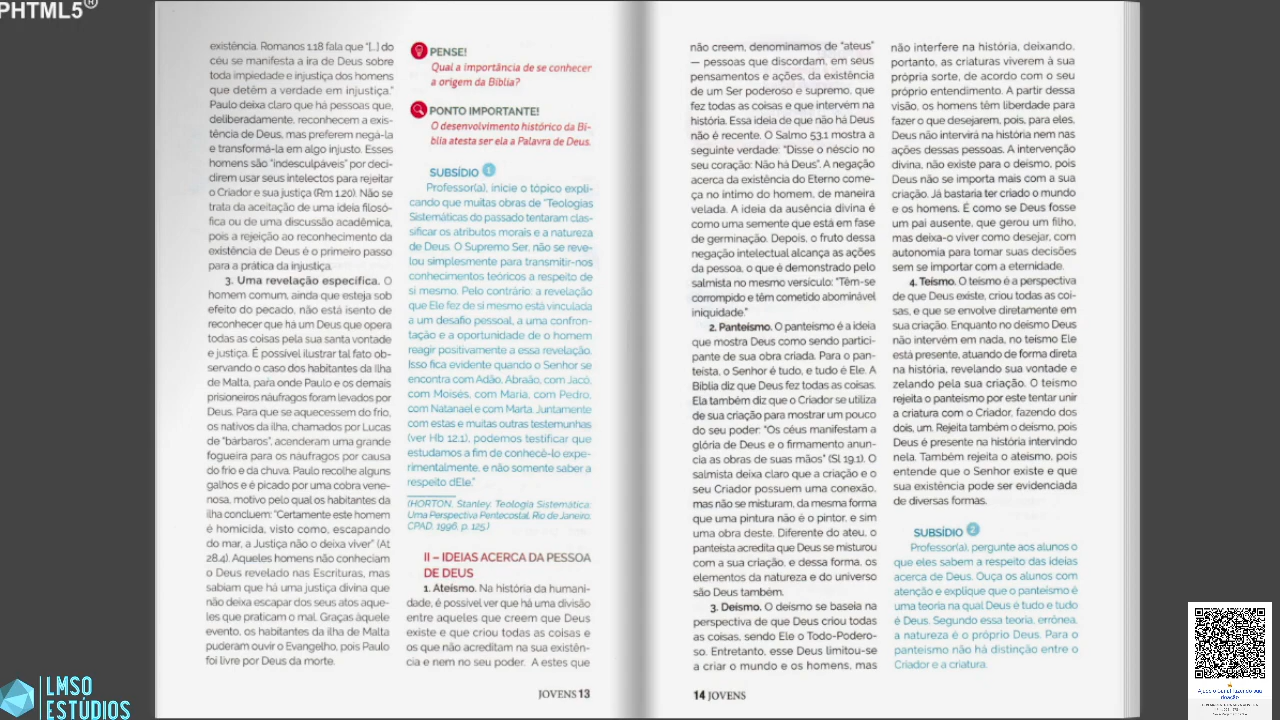 PHTML5®
existência. Romanos 1.18 fala que "[...] do
céu se manifesta a ira de Deus sobre
toda impiedade e injustiça dos homens
que detêm a verdade em injustiça."
Paulo deixa claro que há pessoas que,
deliberadamente, reconhecem a exis-
tência de Deus, mas preferem negá-la
e transformá-la em algo injusto. Esses
homens são "indesculpáveis" por deci-
direm usar seus intelectos para rejeitar
o Criador e sua justiça (Rm 1.20). Não se
trata da aceitação de uma ideia filosó-
fica ou de uma discussão acadêmica,
pois a rejeição ao reconhecimento da
existência de Deus é o primeiro passo
para a prática da injustiça.
3. Uma revelação específica. O
homem comum, ainda que esteja sob
efeito do pecado, não está isento de
reconhecer que há um Deus que opera
todas as coisas pela sua santa vontade
e justiça. É possível ilustrar tal fato ob-
servando o caso dos habitantes da Ilha
de Malta, para onde Paulo e os demais
prisioneiros náufragos foram levados por
Deus. Para que se aquecessem do frio,
os nativos da ilha, chamados por Lucas
de "bárbaros", acenderam uma grande
fogueira para os náufragos por causa
do frio e da chuva. Paulo recolhe alguns
galhos e é picado por uma cobra vene-
nosa, motivo pelo qual os habitantes da
ilha concluem: "Certamente este homem
é homicida, visto como, escapando
do mar, a Justiça não o deixa viver" (At
28.4). Aqueles homens não conheciam
o Deus revelado nas Escrituras, mas
sabiam que há uma justiça divina que
não deixa escapar dos seus atos aque-
les que praticam o mal. Graças àquele
evento, os habitantes da ilha de Malta
puderam ouvir o Evangelho, pois Paulo
foi livre por Deus da morte.
PENSE!
Qual a importância de se conhecer
a origem da Bíblia?
PONTO IMPORTANTE!
O desenvolvimento histórico da Bí-
blia atesta ser ela a Palavra de Deus.
SUBSÍDIO 1
Professor(a), inicie o tópico expli-
cando que muitas obras de "Teologias
Sistemáticas do passado tentaram clas-
sificar os atributos morais e a natureza
de Deus. O Supremo Ser, não se reve-
lou simplesmente para transmitir-nos
conhecimentos teóricos a respeito de
si mesmo. Pelo contrário: a revelação
que Ele fez de si mesmo está vinculada
a um desafio pessoal, a uma confron-
tação e a oportunidade de o homem
reagir positivamente a essa revelação.
Isso fica evidente quando o Senhor se
encontra com Adão, Abraão, com Jacó,
com Moisés, com Maria, com Pedro,
com Natanael e com Marta. Juntamente
com estas e muitas outras testemunhas
(ver Hb 12.1), podemos testificar que
estudamos a fim de conhecê-lo expe-
rimentalmente, e não somente saber a
respeito dEle."
(HORTON, Stanley. Teologia Sistemática:
Uma Perspectiva Pentecostal. Rio de Janeiro:
CPAD, 1996, p. 125.)
II – IDEIAS ACERCA DA PESSOA
DE DEUS
1. Ateísmo. Na história da humani-
dade, é possível ver que há uma divisão
entre aqueles que creem que Deus
existe e que criou todas as coisas e
os que não acreditam na sua existên-
cia e nem no seu poder. A estes que
JOVENS 13
não creem, denominamos de "ateus"
— pessoas que discordam, em seus
pensamentos e ações, da existência
de um Ser poderoso e supremo, que
fez todas as coisas e que intervém na
história. Essa ideia de que não há Deus
não é recente. O Salmo 53.1 mostra a
seguinte verdade: "Disse o néscio no
seu coração: Não há Deus". A negação
acerca da existência do Eterno come-
ça no íntimo do homem, de maneira
velada. A ideia da ausência divina é
como uma semente que está em fase
de germinação. Depois, o fruto dessa
negação intelectual alcança as ações
da pessoa, o que é demonstrado pelo
salmista no mesmo versículo: "Têm-se
corrompido e têm cometido abominável
iniquidade."
2. Panteísmo. O panteísmo é a ideia
que mostra Deus como sendo partici-
pante de sua obra criada. Para o pan-
teísta, o Senhor é tudo, e tudo é Ele. A
Bíblia diz que Deus fez todas as coisas.
Ela também diz que o Criador se utiliza
de sua criação para mostrar um pouco
do seu poder: "Os céus manifestam a
glória de Deus e o firmamento anun-
cia as obras de suas mãos" (Sl 19.1). O
salmista deixa claro que a criação e o
seu Criador possuem uma conexão,
mas não se misturam, da mesma forma
que uma pintura não é o pintor, e sim
uma obra deste. Diferente do ateu, o
panteísta acredita que Deus se misturou
com a sua criação, e dessa forma, os
elementos da natureza e do universo
são Deus também.
3. Deísmo. O deísmo se baseia na
perspectiva de que Deus criou todas
as coisas, sendo Ele o Todo-Podero-
so. Entretanto, esse Deus limitou-se
a criar o mundo e os homens, mas
14 JOVENS
não interfere na história, deixando,
portanto, as criaturas viverem à sua
própria sorte, de acordo com o seu
próprio entendimento. A partir dessa
visão, os homens têm liberdade para
fazer o que desejarem, pois, para eles,
Deus não intervirá na história nem nas
ações dessas pessoas. A intervenção
divina, não existe para o deísmo, pois
Deus não se importa mais com a sua
criação. Já bastaria ter criado o mundo
e os homens. É como se Deus fosse
um pai ausente, que gerou um filho,
mas deixa-o viver como desejar, com
autonomia para tomar suas decisões
sem se importar com a eternidade.
4. Teísmo. O teísmo é a perspectiva
de que Deus existe, criou todas as coi-
sas, e que se envolve diretamente em
sua criação. Enquanto no deísmo Deus
não intervém em nada, no teísmo Ele
está presente, atuando de forma direta
na história, revelando sua vontade e
zelando pela sua criação. O teísmo
rejeita o panteísmo por este tentar unir
a criatura com o Criador, fazendo dos
dois, um. Rejeita também o deísmo, pois
Deus é presente na história intervindo
nela. Também rejeita o ateísmo, pois
entende que o Senhor existe e que
sua existência pode ser evidenciada
de diversas formas.
SUBSÍDIO 2
Professor(a), pergunte aos alunos o
que eles sabem a respeito das ideias
acerca de Deus. Ouça os alunos com
atenção e explique que o panteísmo é
uma teoria na qual Deus é tudo e tudo
é Deus. Segundo essa teoria, errônea,
a natureza é o próprio Deus. Para o
panteísmo não há distinção entre o
Criador e a criatura.
LMSO
ESTÚDIOS